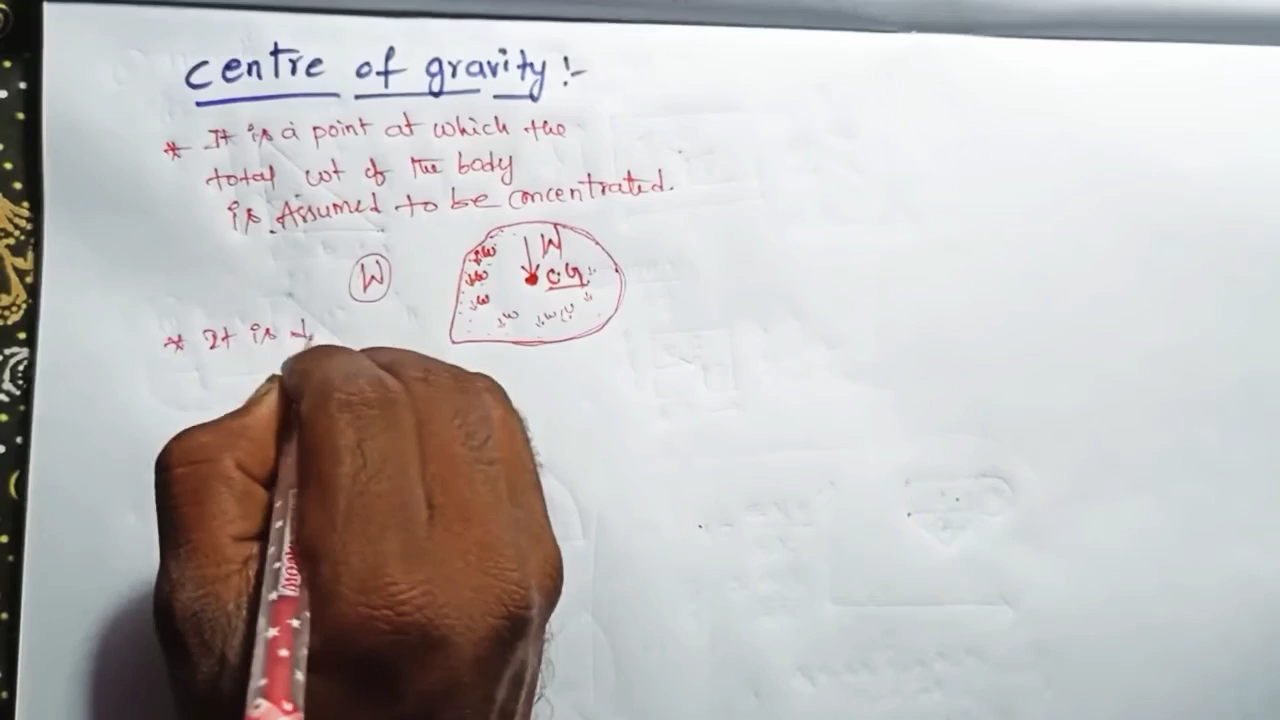 centre of gravity :-
* It is a point at which the
total wt of the body
is Assumed to be concentrated.
W
W
CG
w
w
w
w
w
* It is